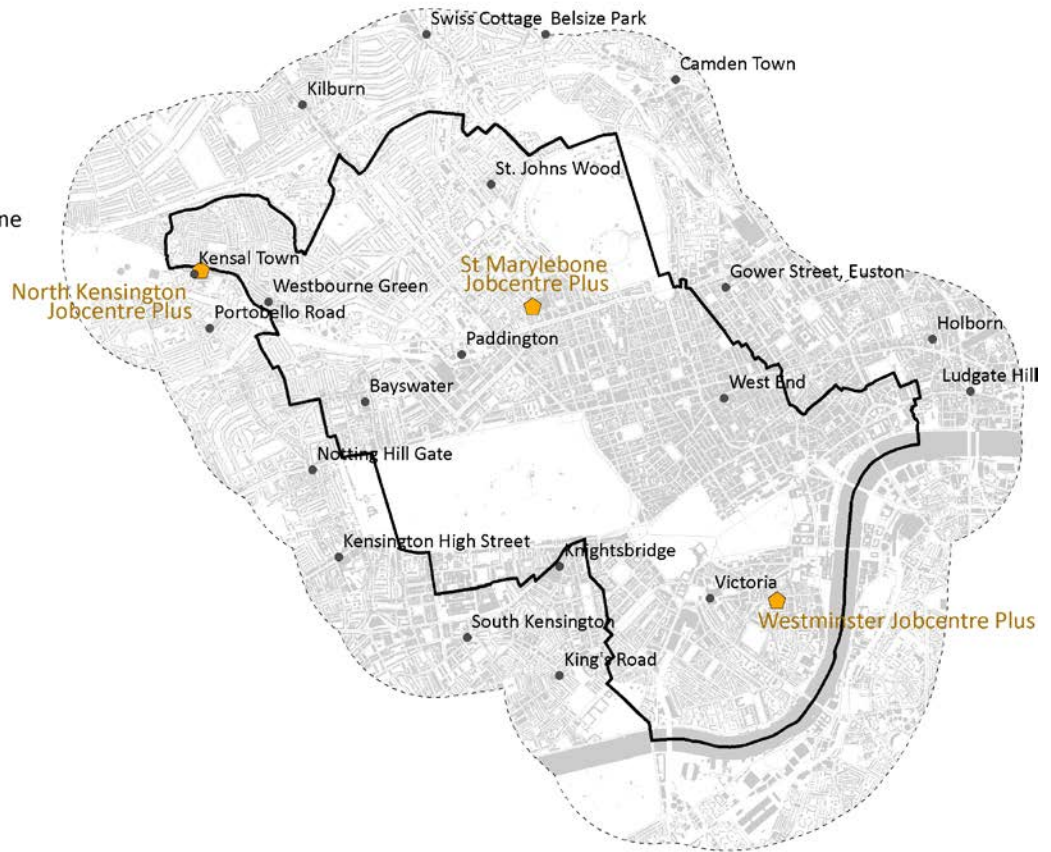 Swiss Cottage
Belsize Park
Camden Town
Kilburn
St. Johns Wood
ne
Kensal Town
St Marylebone
Jobcentre Plus
Gower Street, Euston
North Kensington
Jobcentre Plus
Westbourne Green
Portobello Road
Holborn
Paddington
Ludgate Hill
Bayswater
West End
Notting Hill Gate
Kensington High Street
Knightsbridge
Victoria
Westminster Jobcentre Plus
South Kensington
King's Road